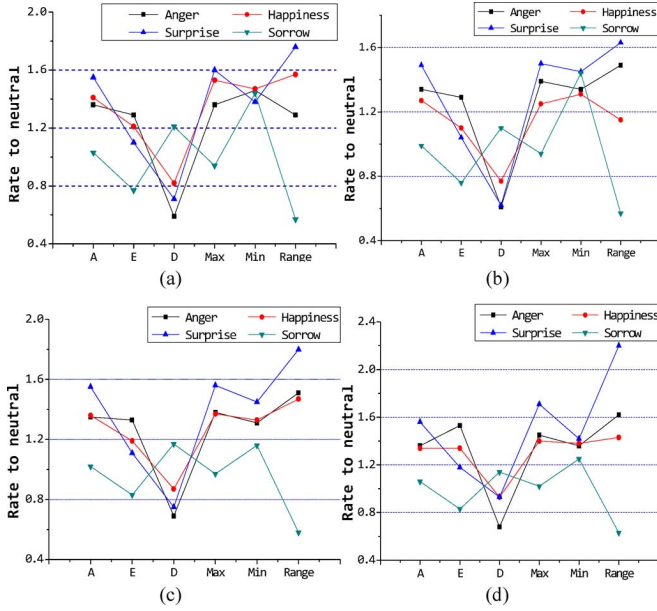 Anger Happiness
Surprise Sorrow
2.0
1.6
1.2
0.8
0.4
Rate to neutral
A E D Max Min Range
(a)
Anger Happiness
Surprise Sorrow
1.6
1.2
0.8
0.4
Rate to neutral
A E D Max Min Range
(b)
Anger Happiness
Surprise Sorrow
2.0
1.6
1.2
0.8
0.4
Rate to neutral
A E D Max Min Range
(c)
Anger Happiness
Surprise Sorrow
2.4
2.0
1.6
1.2
0.8
0.4
Rate to neutral
A E D Max Min Range
(d)